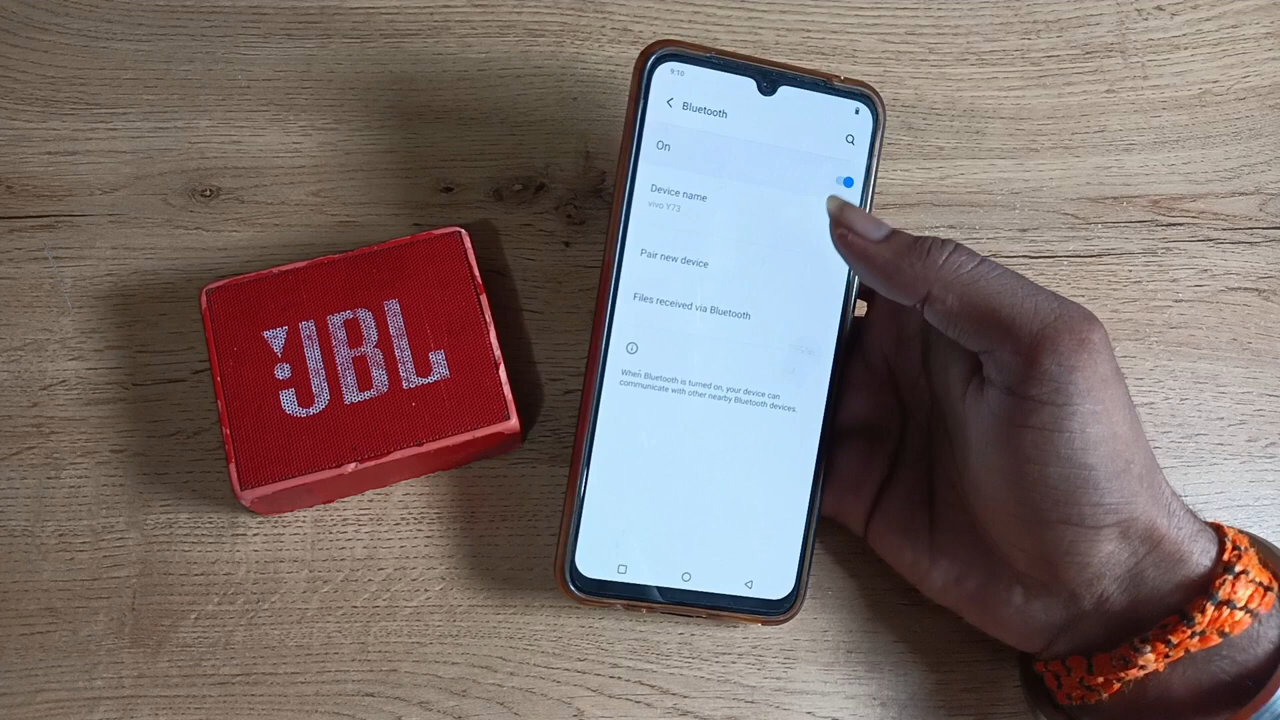 JBL
9:10
Bluetooth
On
Device name
vivo Y73
Pair new device
Files received via Bluetooth
When Bluetooth is turned on, your device can
communicate with other nearby Bluetooth devices.